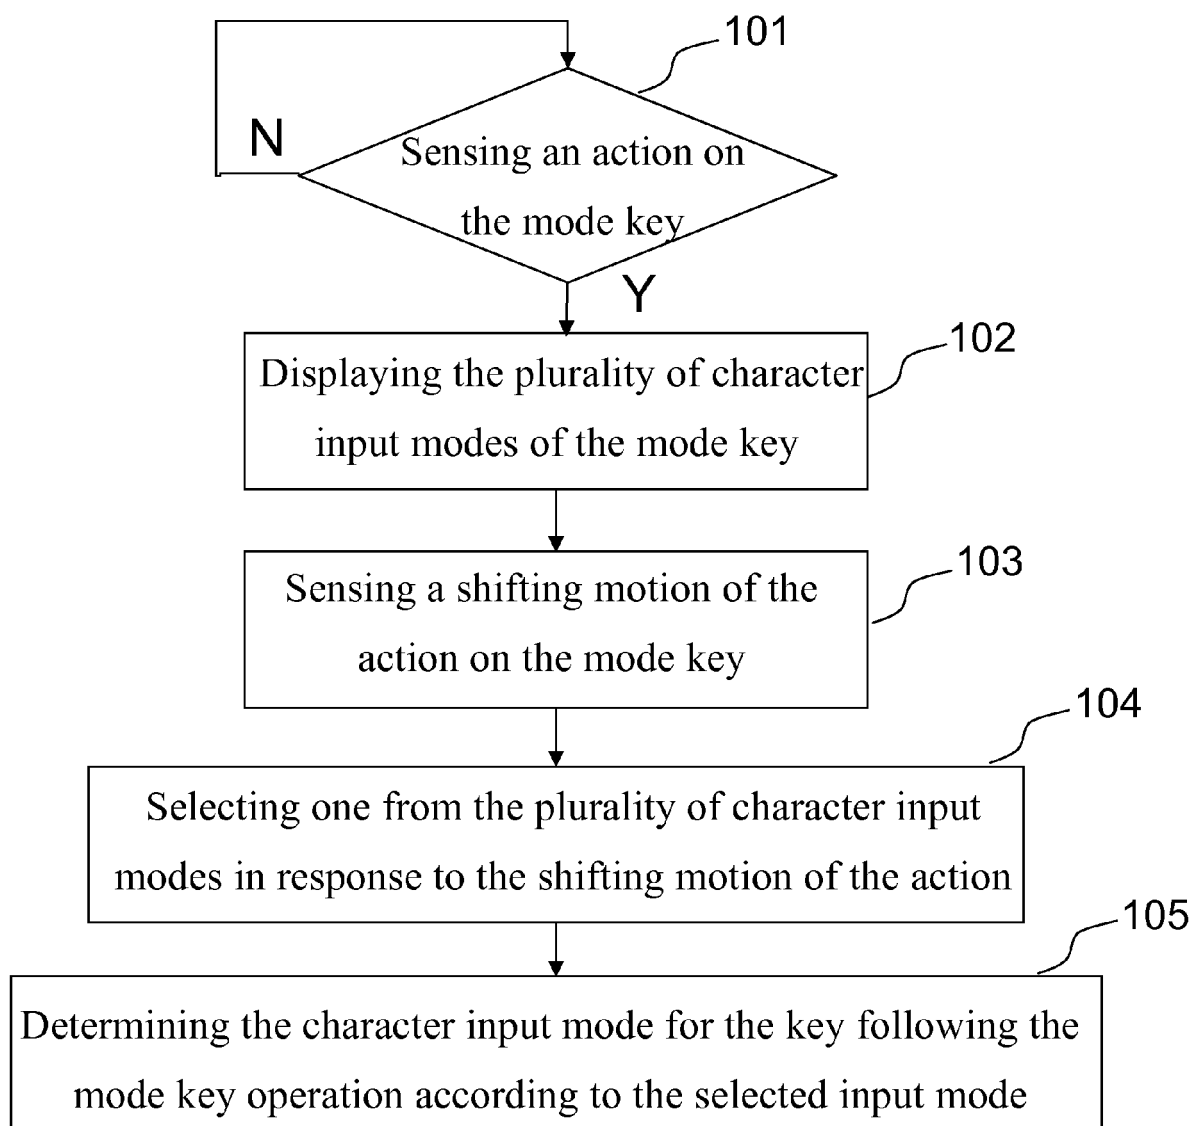 101
N
Sensing an action on
the mode key
Y
102
Displaying the plurality of character
input modes of the mode key
103
Sensing a shifting motion of the
action on the mode key
104
Selecting one from the plurality of character input
modes in response to the shifting motion of the action
105
Determining the character input mode for the key following the
mode key operation according to the selected input mode